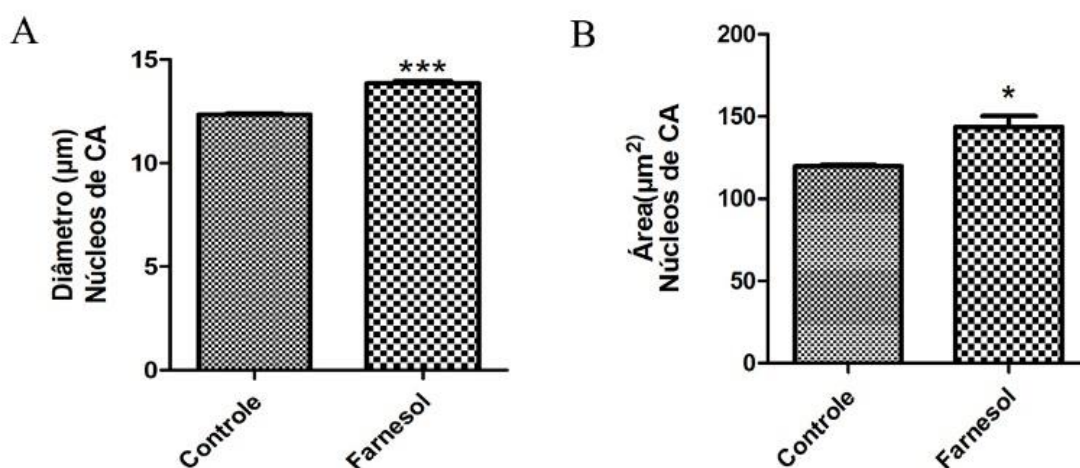 A
15
10
5
0
Diâmetro (μm)
Núcleos de CA
***
Controle
Farnesol
B
200
150
100
50
0
Área(μm²)
Núcleos de CA
*
Controle
Farnesol